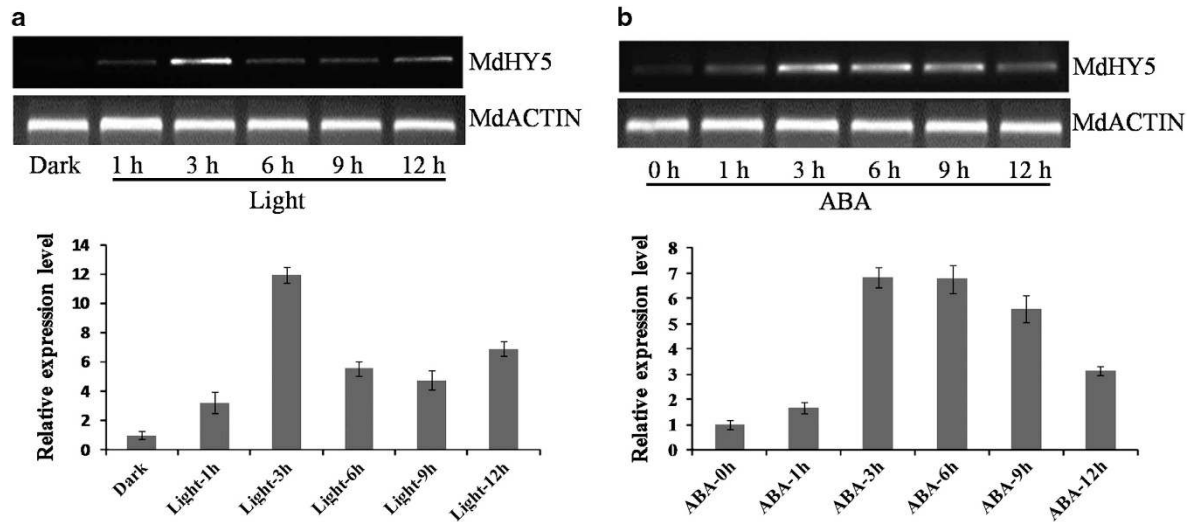 a
MdHY5
MdACTIN
Dark 1 h 3 h 6 h 9 h 12 h
Light
Relative expression level
14
12
10
8
6
4
2
0
Dark Light-1h Light-3h Light-6h Light-9h Light-12h
b
MdHY5
MdACTIN
0 h 1 h 3 h 6 h 9 h 12 h
ABA
Relative expression level
8
7
6
5
4
3
2
1
0
ABA-0h ABA-1h ABA-3h ABA-6h ABA-9h ABA-12h